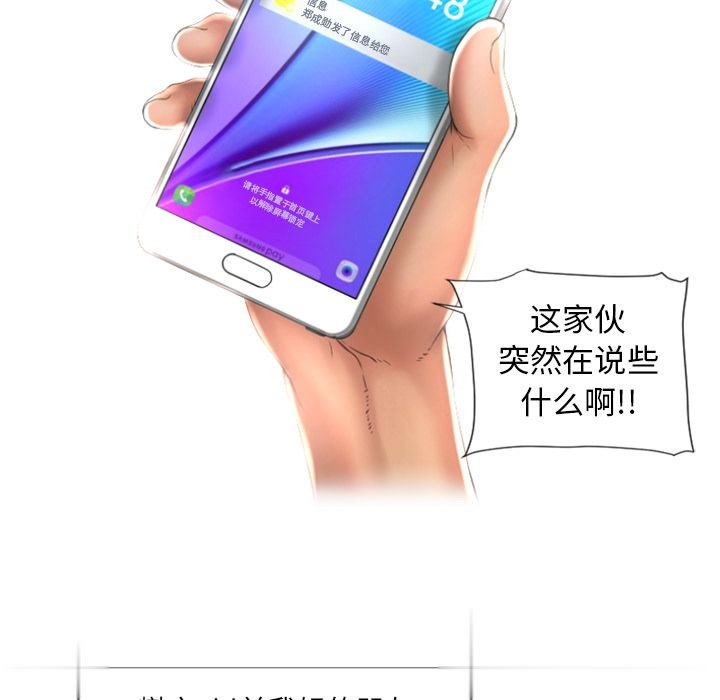 48
信息
郑成助发了信息给您
请将手指置于首页键上
以解除屏幕锁定
SAMSUNG pay
这家伙
突然在说些
什么啊!!